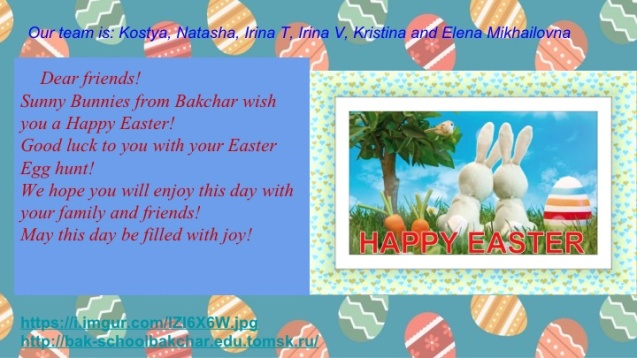 Our team is: Kostya, Natasha, Irina T, Irina V, Kristina and Elena Mikhailovna
Dear friends!
Sunny Bunnies from Bakchar wish
you a Happy Easter!
Good luck to you with your Easter
Egg hunt!
We hope you will enjoy this day with
your family and friends!
May this day be filled with joy!
HAPPY EASTER
https://i.imgur.com/IZI6X6W.jpg
http://bak-schoolbakchar.edu.tomsk.ru/